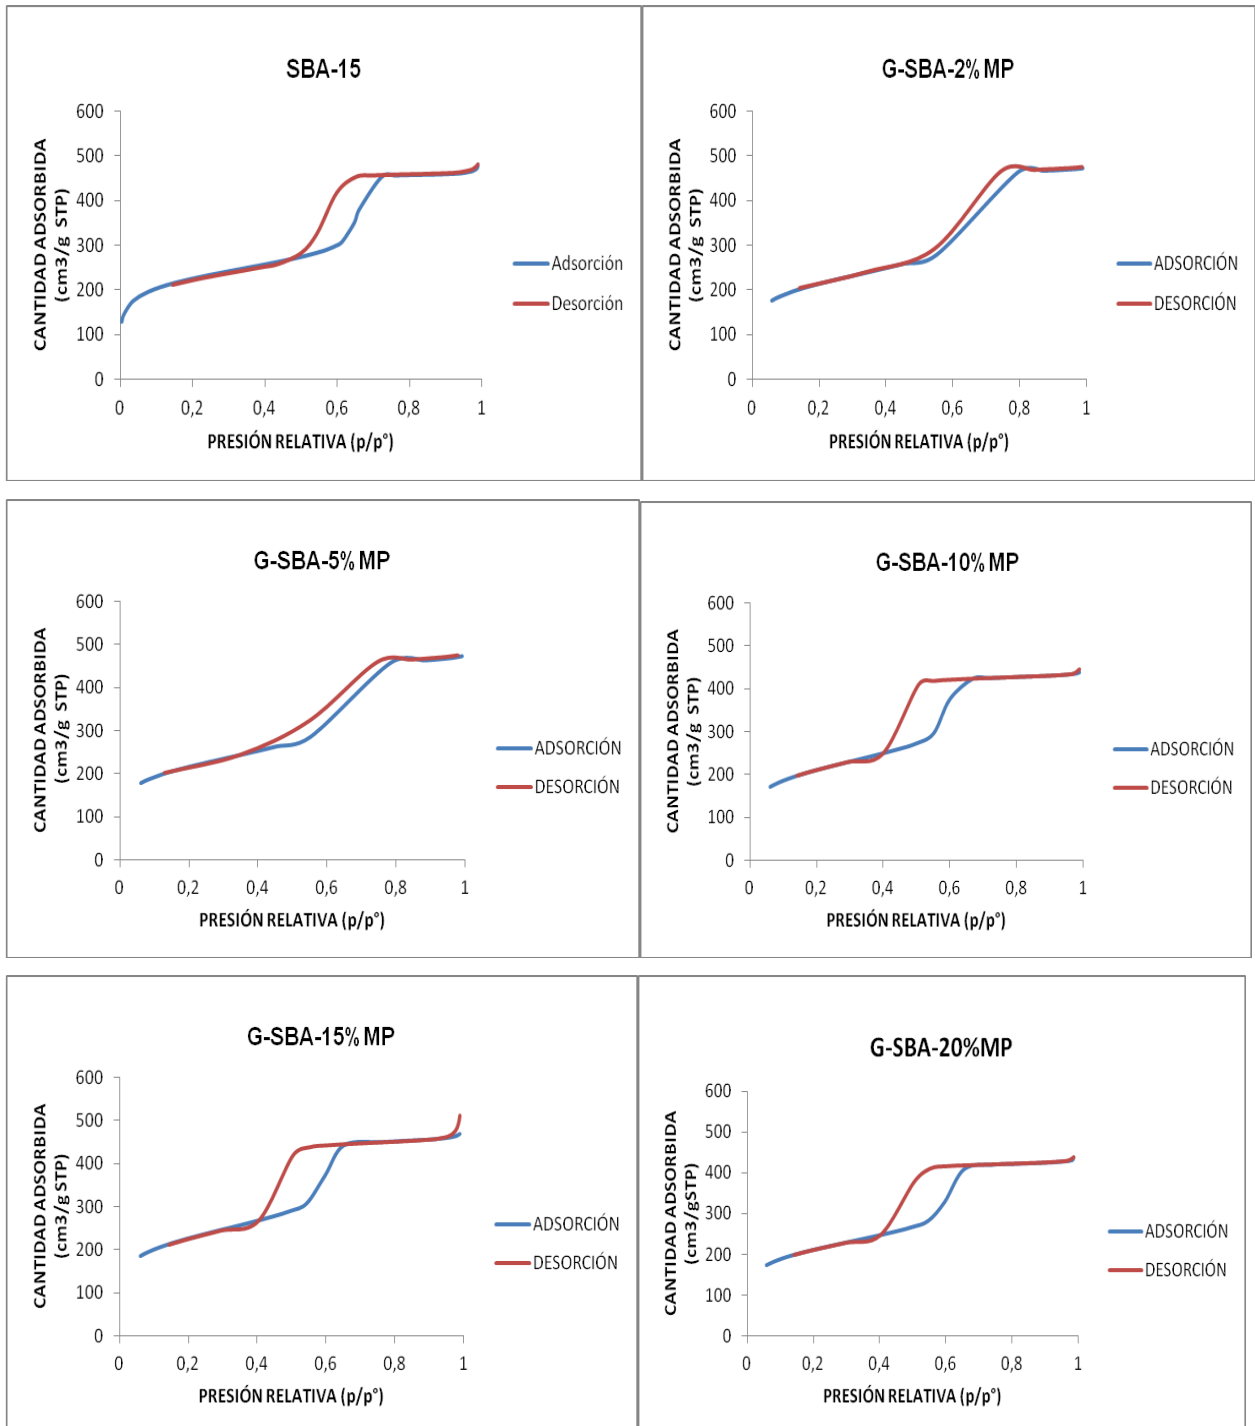 SBA-15
CANTIDAD ADSORBIDA
(cm3/g STP)
600
500
400
300
200
100
0
0 0,2 0,4 0,6 0,8 1
PRESIÓN RELATIVA (p/p°)
Adsorción
Desorción
G-SBA-2% MP
CANTIDAD ADSORBIDA
(cm3/g STP)
600
500
400
300
200
100
0
0 0,2 0,4 0,6 0,8 1
PRESIÓN RELATIVA (p/p°)
ADSORCIÓN
DESORCIÓN
G-SBA-5% MP
CANTIDAD ADSORBIDA
(cm3/g STP)
600
500
400
300
200
100
0
0 0,2 0,4 0,6 0,8 1
PRESIÓN RELATIVA (p/p°)
ADSORCIÓN
DESORCIÓN
G-SBA-10% MP
CANTIDAD ADSORBIDA
(cm3/g STP)
600
500
400
300
200
100
0
0 0,2 0,4 0,6 0,8 1
PRESIÓN RELATIVA (p/p°)
ADSORCIÓN
DESORCIÓN
G-SBA-15% MP
CANTIDAD ADSORBIDA
(cm3/g STP)
600
500
400
300
200
100
0
0 0,2 0,4 0,6 0,8 1
PRESIÓN RELATIVA (p/p°)
ADSORCIÓN
DESORCIÓN
G-SBA-20%MP
CANTIDAD ADSORBIDA
(cm3/gSTP)
600
500
400
300
200
100
0
0 0,2 0,4 0,6 0,8 1
PRESIÓN RELATIVA (p/p°)
ADSORCIÓN
DESORCIÓN